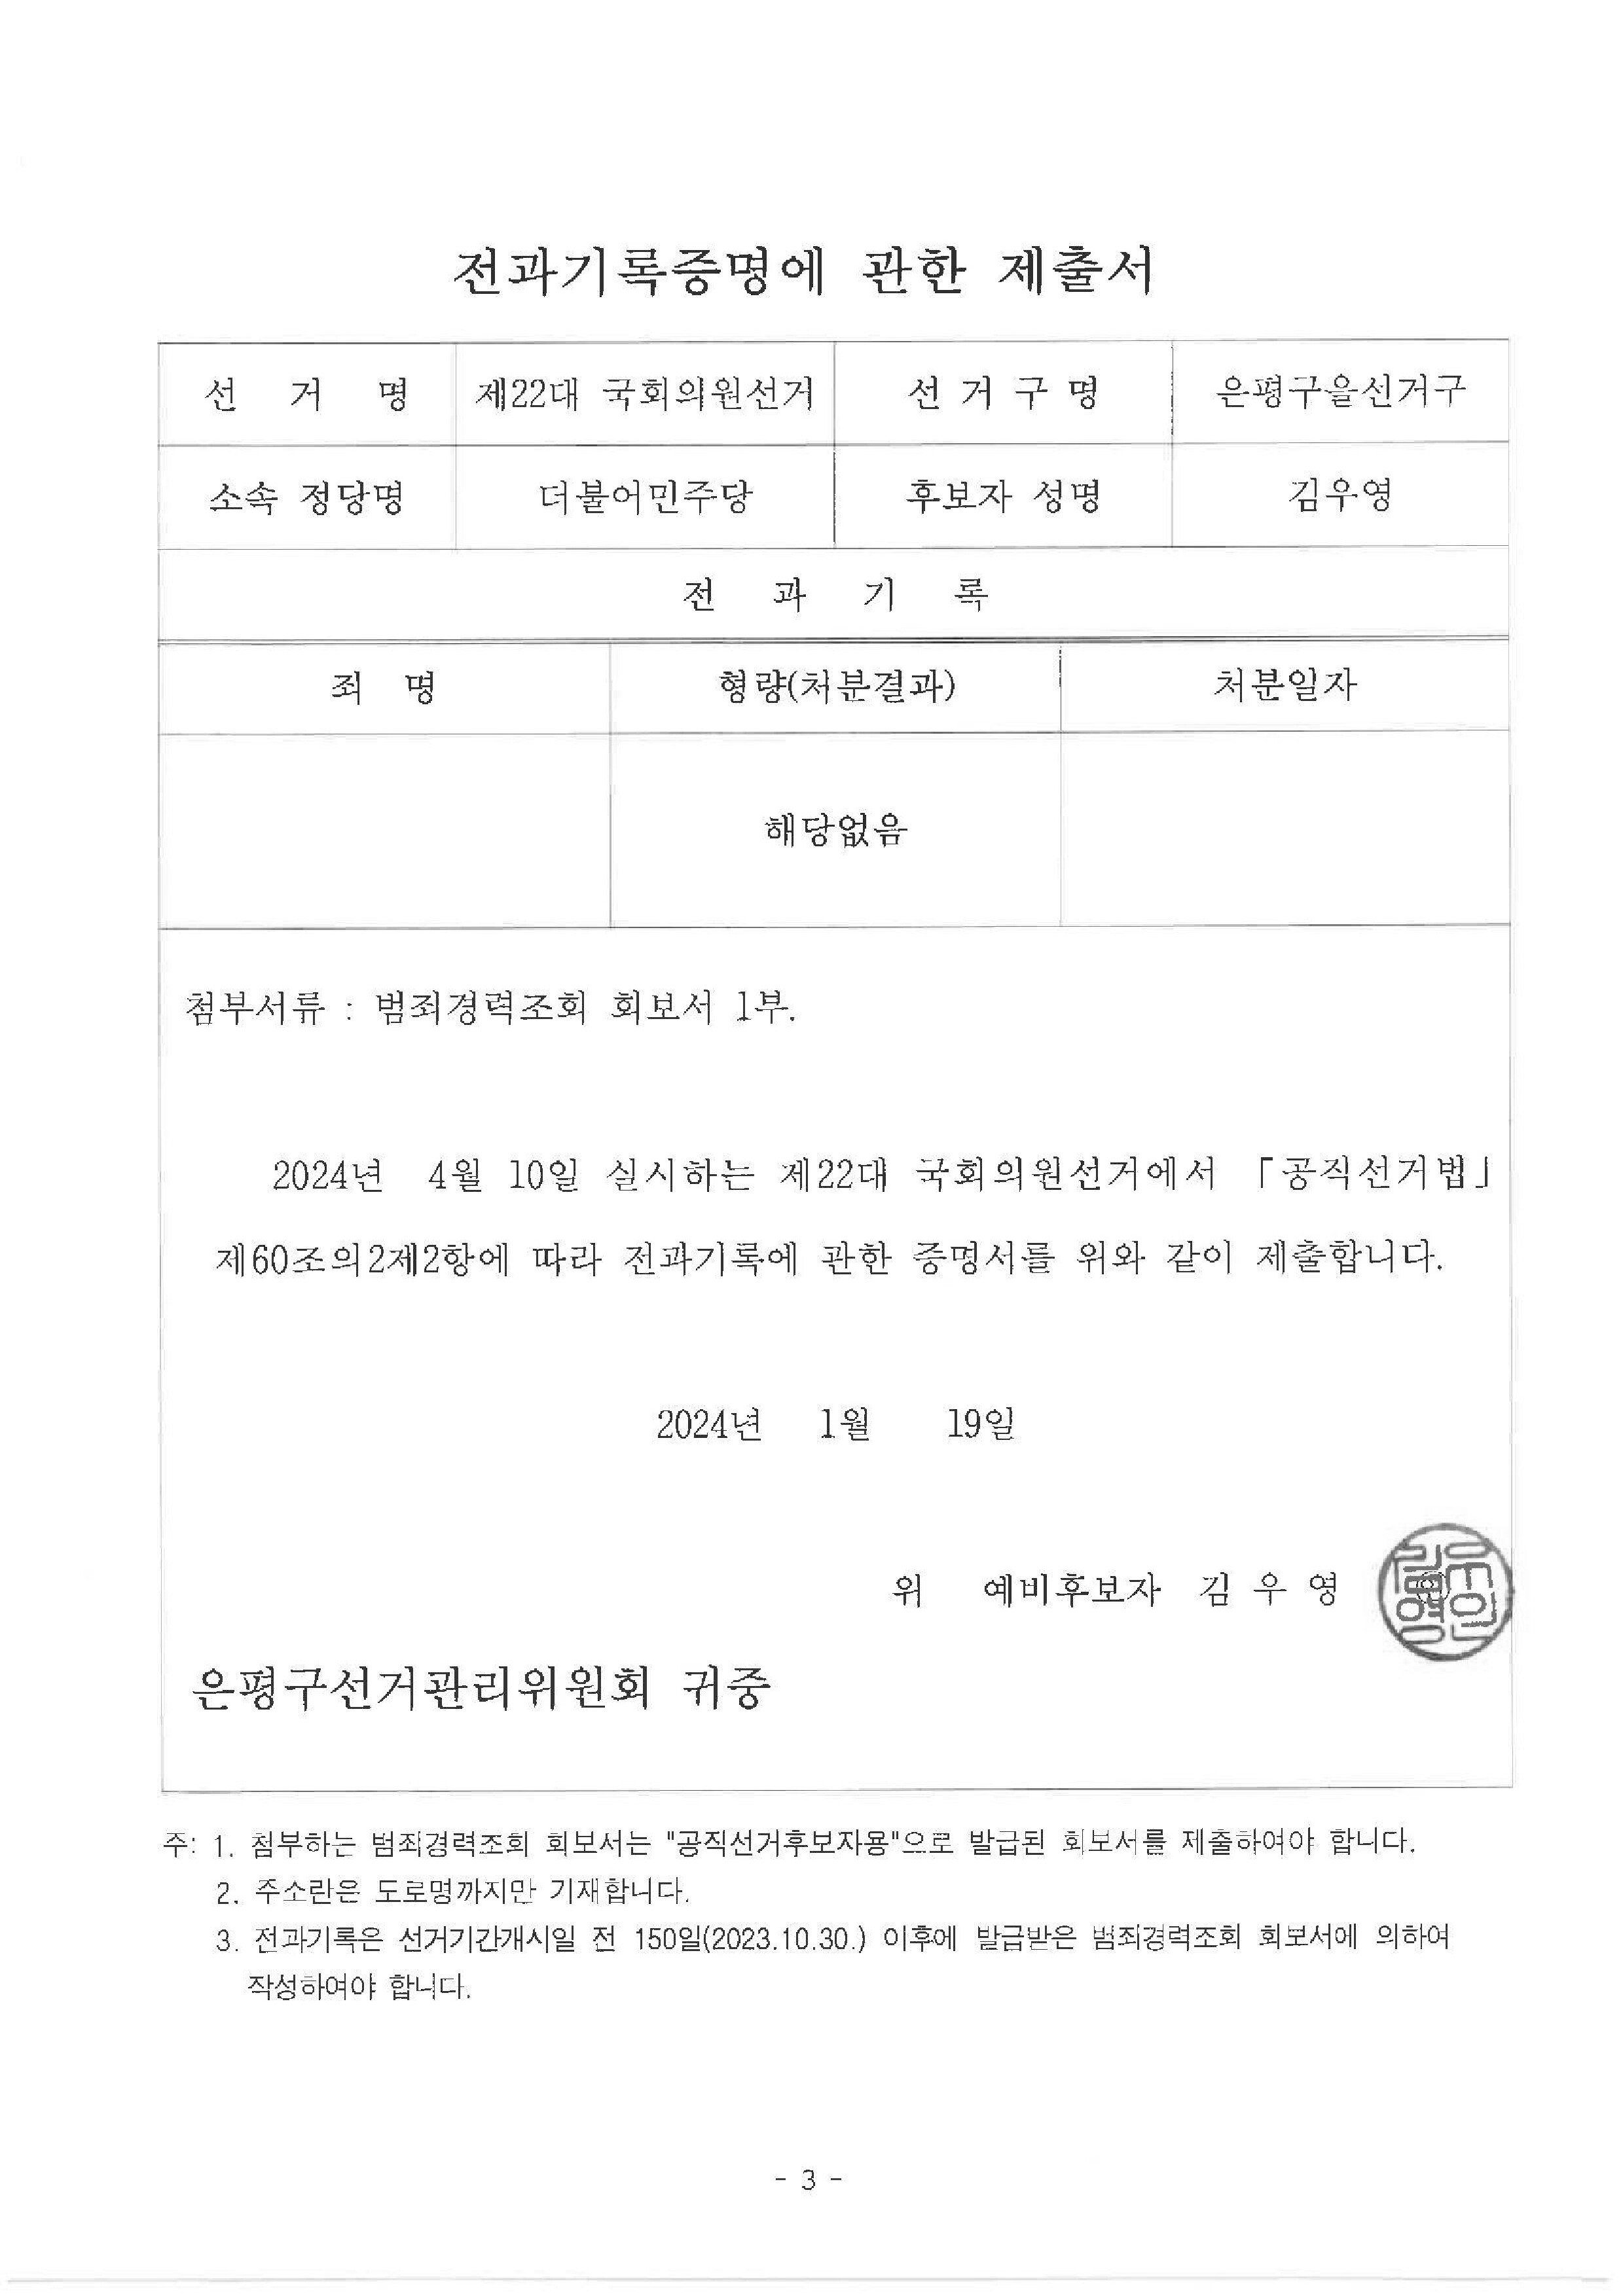 전과기록증명에 관한 제출서
선 거 명 제22대 국회의원선거 선 거 구 명 은평구을선거구
소속 정당명 더불어민주당 후보자 성명 김우영
전 과 기 록
죄 명 형량(처분결과) 처분일자
해당없음
첨부서류 : 범죄경력조회 회보서 1부.
2024년 4월 10일 실시하는 제22대 국회의원선거에서 「공직선거법」
제60조의2제2항에 따라 전과기록에 관한 증명서를 위와 같이 제출합니다.
2024년 1월 19일
위 예비후보자 김 우 영
은평구선거관리위원회 귀중
주: 1. 첨부하는 범죄경력조회 회보서는 "공직선거후보자용"으로 발급된 회보서를 제출하여야 합니다.
2. 주소란은 도로명까지만 기재합니다.
3. 전과기록은 선거기간개시일 전 150일(2023.10.30.) 이후에 발급받은 범죄경력조회 회보서에 의하여
작성하여야 합니다.
- 3 -